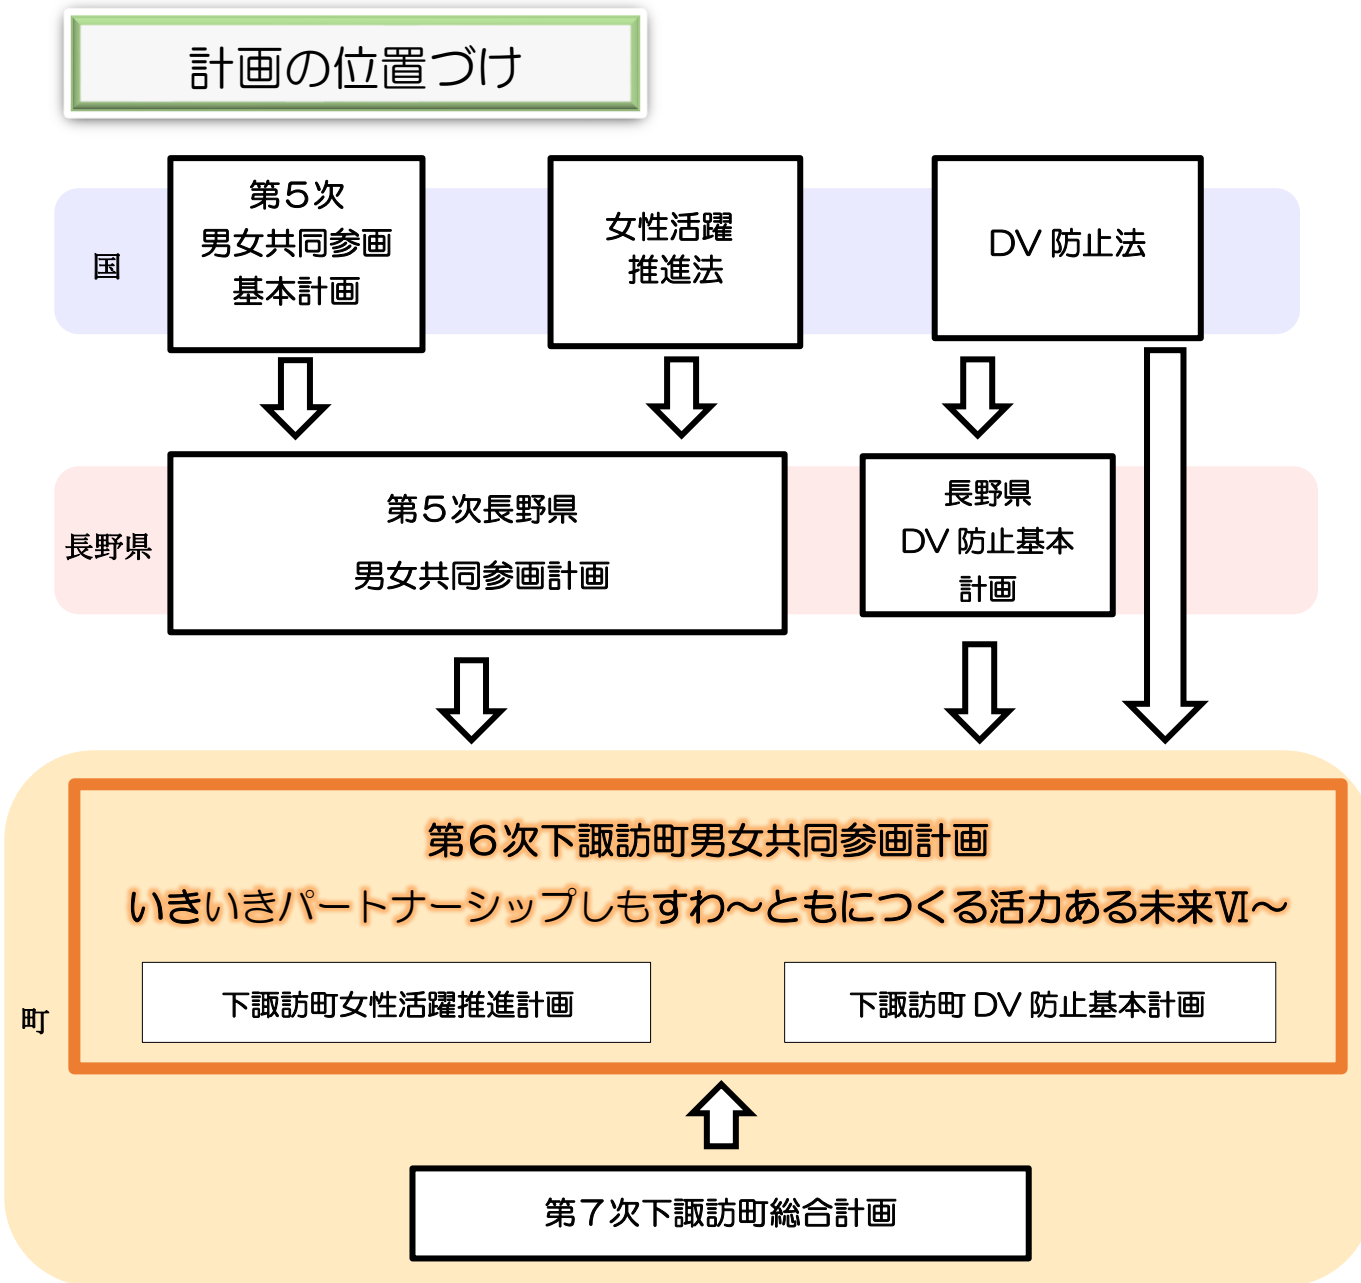 計画の位置づけ
国
第5次
男女共同参画
基本計画
女性活躍
推進法
DV 防止法
長野県
第5次長野県
男女共同参画計画
長野県
DV 防止基本
計画
町
第6次下諏訪町男女共同参画計画
いきいきパートナーシップしもすわ～ともにつくる活力ある未来Ⅵ～
下諏訪町女性活躍推進計画
下諏訪町 DV 防止基本計画
第7次下諏訪町総合計画